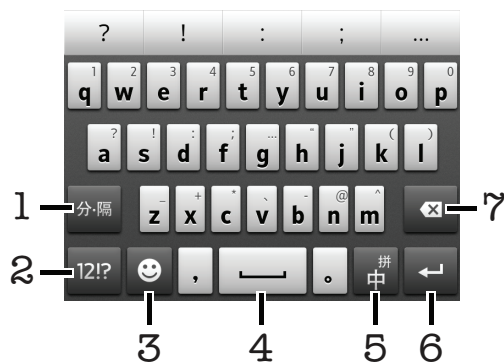 ? ! : ; ...
1 2 3 4 5 6 7 8 9 0
q w e r t y u i o p
? ! : ; ... " " ( )
a s d f g h j k l
_ + * 、 - @ ^
1 分·隔 z x c v b n m 7
2 12!? , 。 中 拼
3 4 5 6